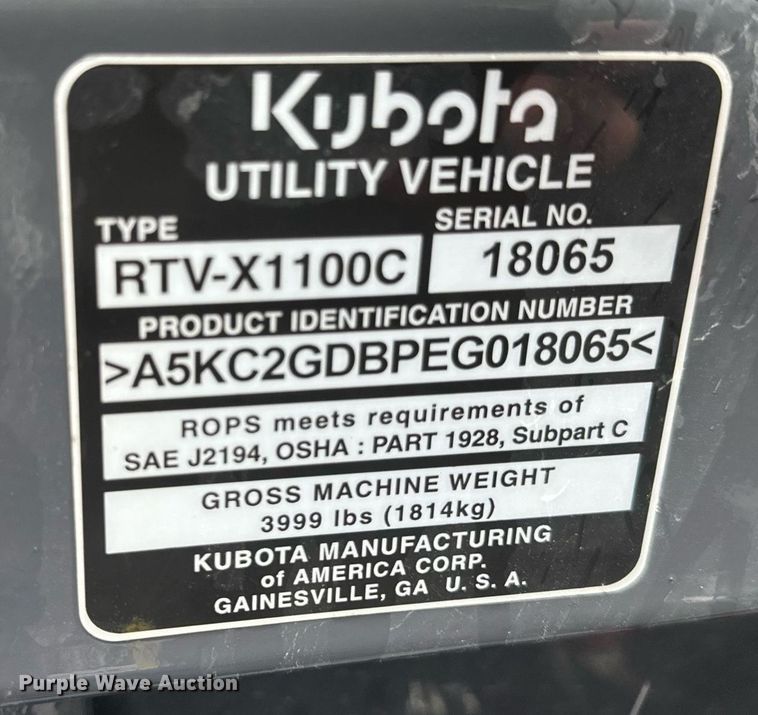 Kubota
UTILITY VEHICLE
TYPE
SERIAL NO.
RTV-X1100C
18065
PRODUCT IDENTIFICATION NUMBER
>A5KC2GDBPEG018065<
ROPS meets requirements of
SAE J2194, OSHA : PART 1928, Subpart C
GROSS MACHINE WEIGHT
3999 lbs (1814kg)
KUBOTA MANUFACTURING
of AMERICA CORP.
GAINESVILLE, GA U. S. A.
Purple Wave Auction